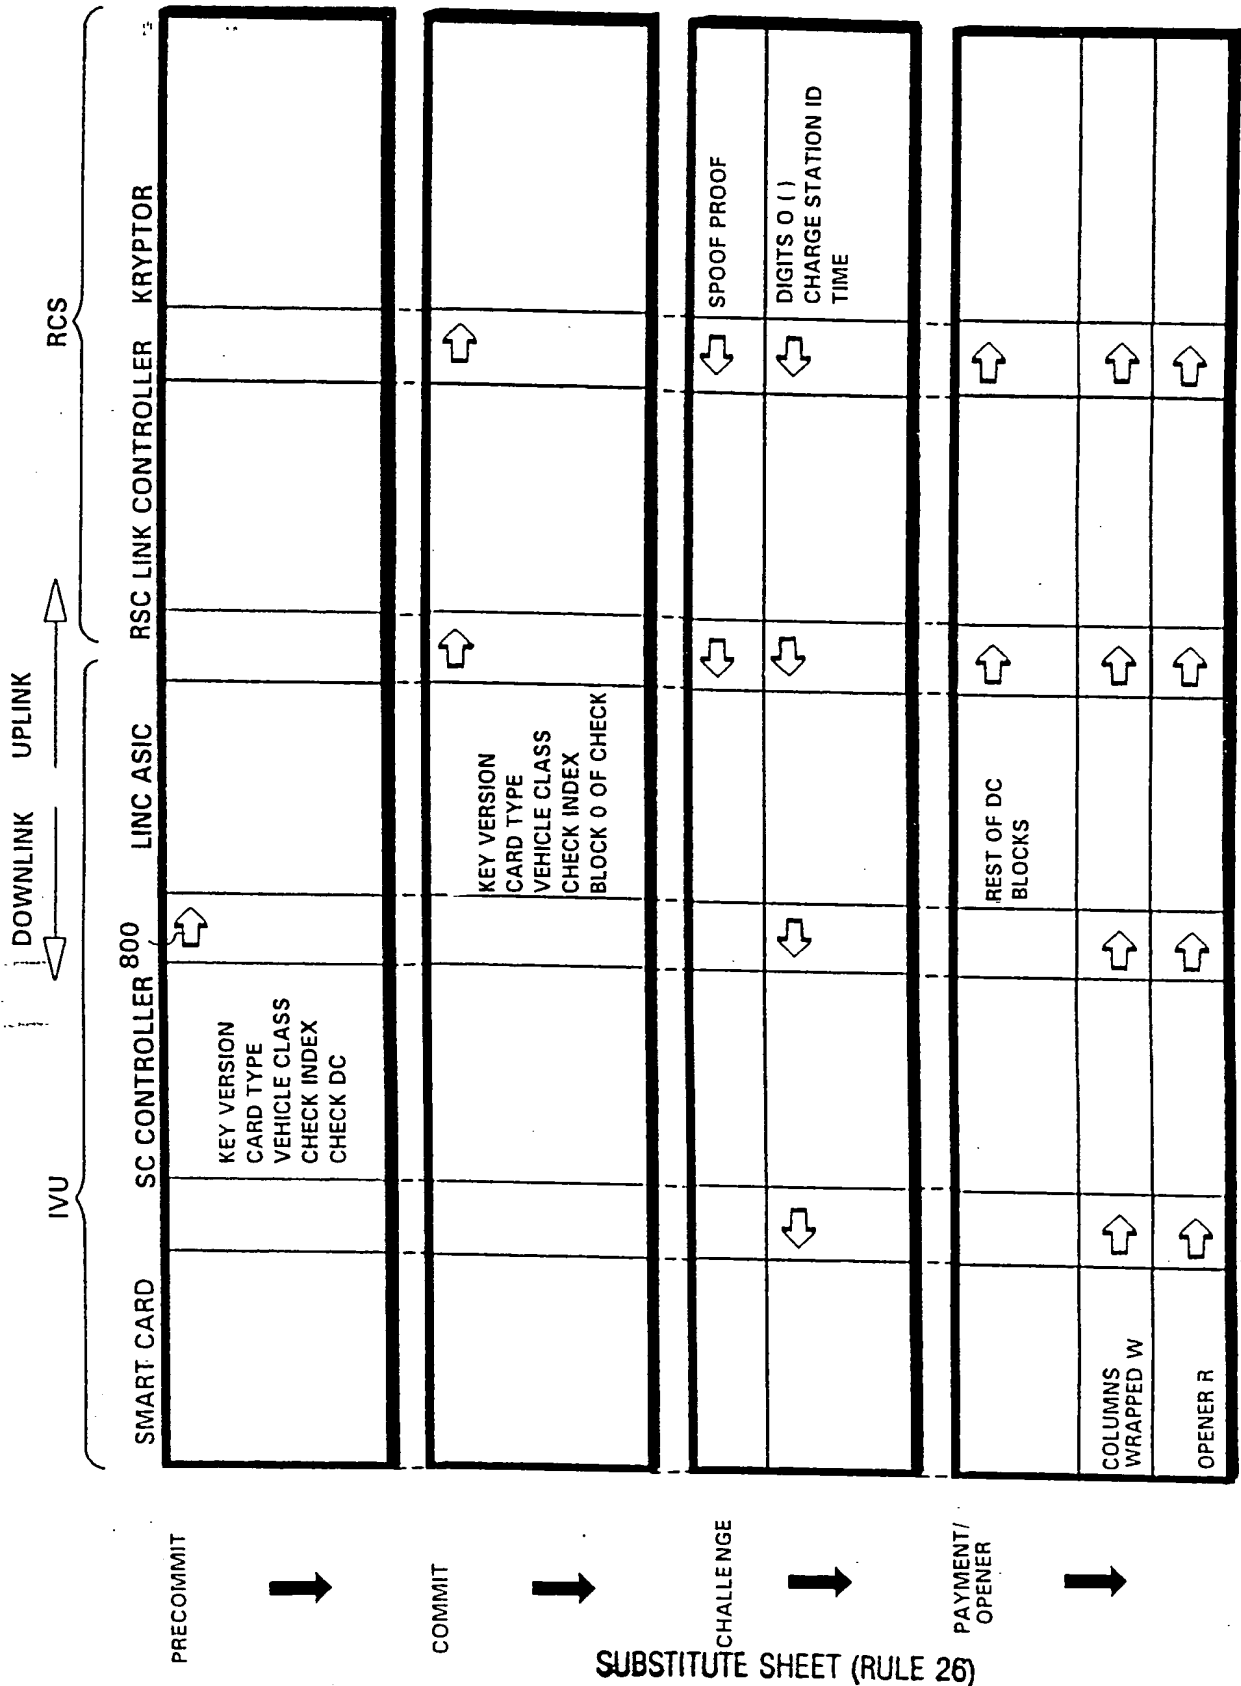 IVU
RCS
DOWNLINK UPLINK
SMART CARD
SC CONTROLLER
800
LINC ASIC
RSC LINK CONTROLLER
KRYPTOR
PRECOMMIT
KEY VERSION
CARD TYPE
VEHICLE CLASS
CHECK INDEX
CHECK DC
COMMIT
KEY VERSION
CARD TYPE
VEHICLE CLASS
CHECK INDEX
BLOCK 0 OF CHECK
CHALLENGE
SPOOF PROOF
DIGITS 0 ( )
CHARGE STATION ID
TIME
PAYMENT/
OPENER
REST OF DC
BLOCKS
COLUMNS
WRAPPED W
OPENER R
SUBSTITUTE SHEET (RULE 26)